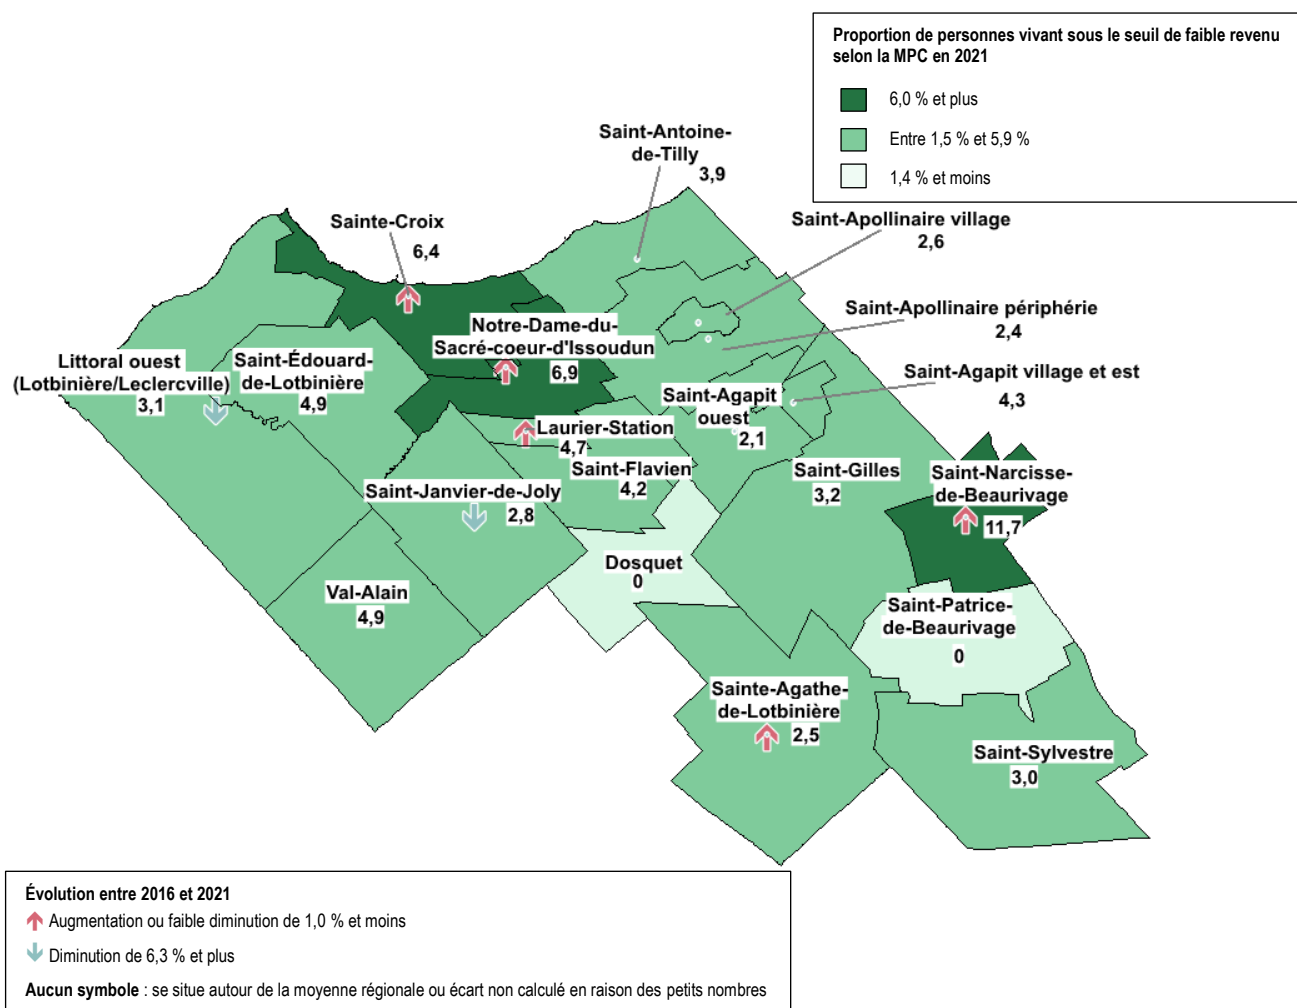 Proportion de personnes vivant sous le seuil de faible revenu
selon la MPC en 2021
6,0 % et plus
Entre 1,5 % et 5,9 %
1,4 % et moins
Saint-Antoine-
de-Tilly
3,9
Sainte-Croix
6,4
Saint-Apollinaire village
2,6
Saint-Apollinaire périphérie
2,4
Notre-Dame-du-
Sacré-coeur-d'Issoudun
6,9
Littoral ouest
(Lotbinière/Leclercville)
3,1
Saint-Édouard-
de-Lotbinière
4,9
Saint-Agapit village et est
4,3
Saint-Agapit
ouest
2,1
Laurier-Station
4,7
Saint-Flavien
4,2
Saint-Gilles
3,2
Saint-Narcisse-
de-Beaurivage
11,7
Saint-Janvier-de-Joly
2,8
Dosquet
0
Val-Alain
4,9
Saint-Patrice-
de-Beaurivage
0
Sainte-Agathe-
de-Lotbinière
2,5
Saint-Sylvestre
3,0
Évolution entre 2016 et 2021
Augmentation ou faible diminution de 1,0 % et moins
Diminution de 6,3 % et plus
Aucun symbole : se situe autour de la moyenne régionale ou écart non calculé en raison des petits nombres